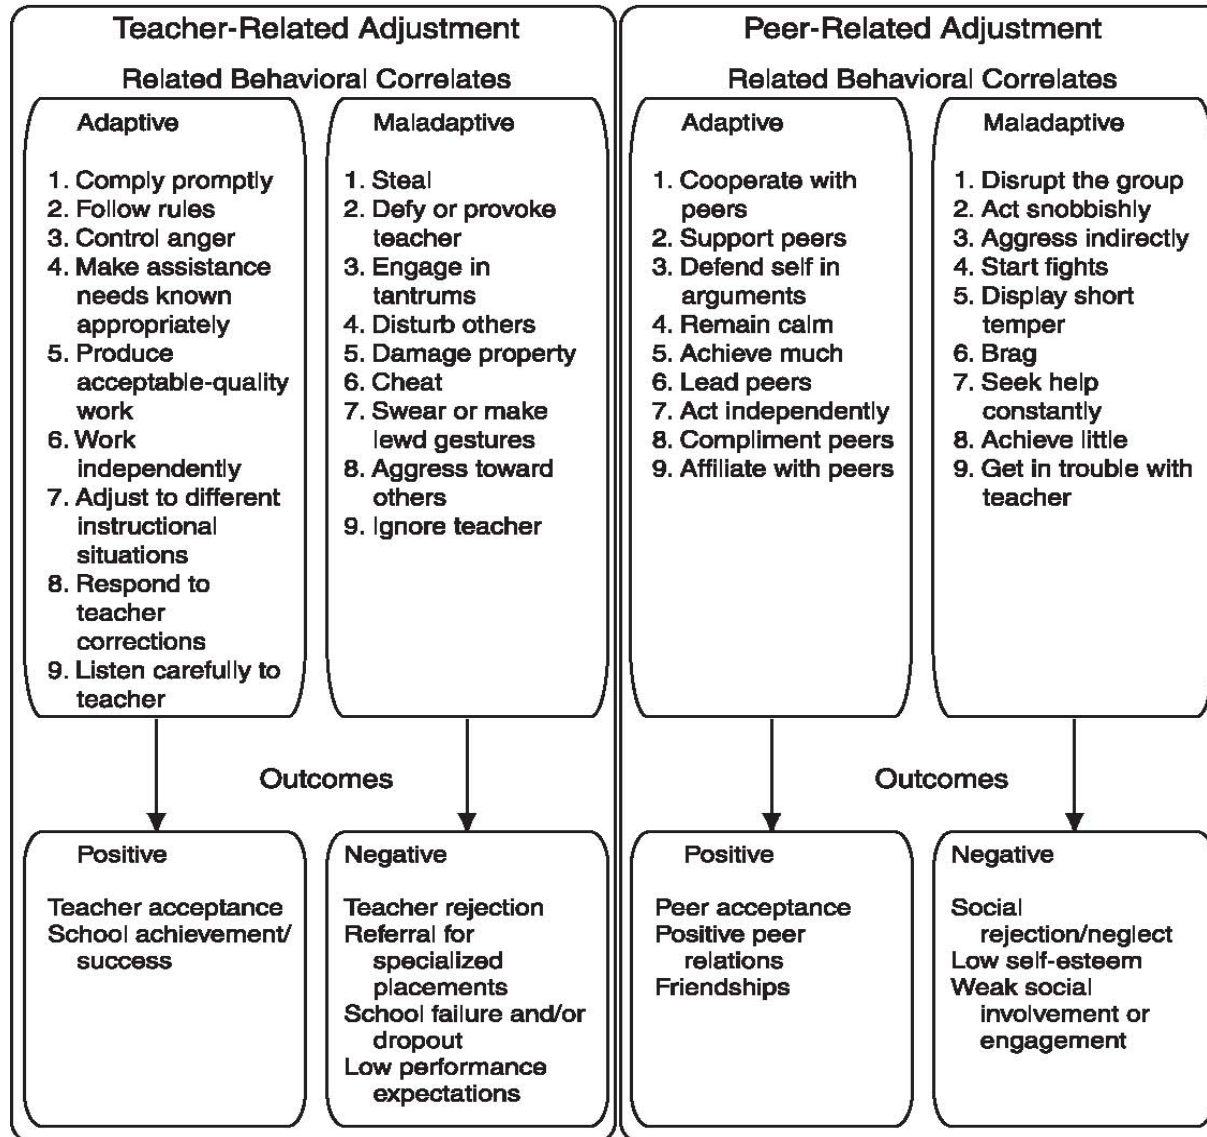 Teacher-Related Adjustment
Related Behavioral Correlates
Adaptive
1. Comply promptly
2. Follow rules
3. Control anger
4. Make assistance
needs known
appropriately
5. Produce
acceptable-quality
work
6. Work
independently
7. Adjust to different
instructional
situations
8. Respond to
teacher
corrections
9. Listen carefully to
teacher
Maladaptive
1. Steal
2. Defy or provoke
teacher
3. Engage in
tantrums
4. Disturb others
5. Damage property
6. Cheat
7. Swear or make
lewd gestures
8. Aggress toward
others
9. Ignore teacher
Outcomes
Positive
Teacher acceptance
School achievement/
success
Negative
Teacher rejection
Referral for
specialized
placements
School failure and/or
dropout
Low performance
expectations
Peer-Related Adjustment
Related Behavioral Correlates
Adaptive
1. Cooperate with
peers
2. Support peers
3. Defend self in
arguments
4. Remain calm
5. Achieve much
6. Lead peers
7. Act independently
8. Compliment peers
9. Affiliate with peers
Maladaptive
1. Disrupt the group
2. Act snobbishly
3. Aggress indirectly
4. Start fights
5. Display short
temper
6. Brag
7. Seek help
constantly
8. Achieve little
9. Get in trouble with
teacher
Outcomes
Positive
Peer acceptance
Positive peer
relations
Friendships
Negative
Social
rejection/neglect
Low self-esteem
Weak social
involvement or
engagement